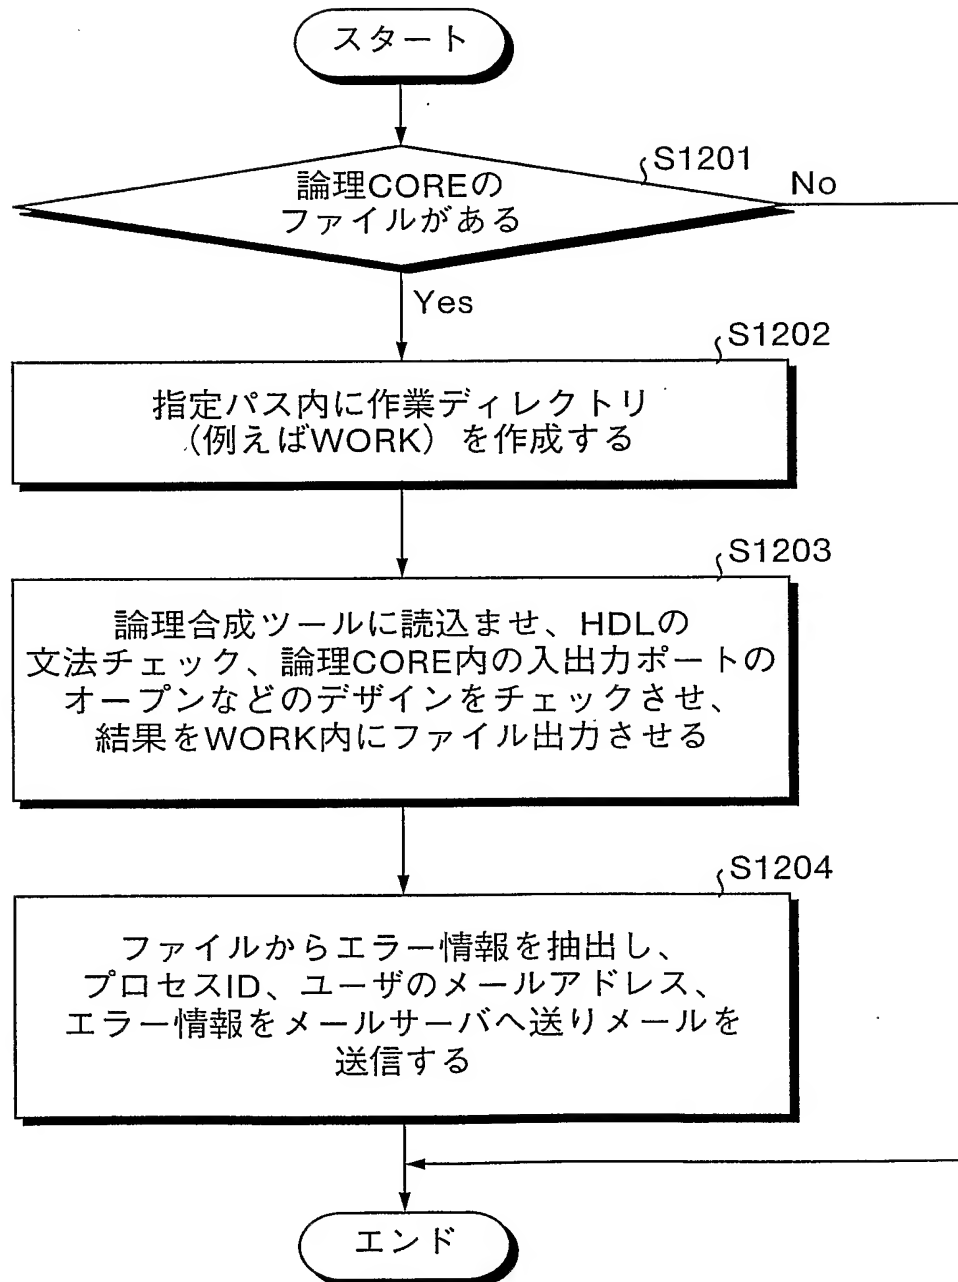 スタート
S1201
論理COREの
ファイルがある
No
Yes
S1202
指定パス内に作業ディレクトリ
（例えばWORK）を作成する
S1203
論理合成ツールに読込ませ、HDLの
文法チェック、論理CORE内の入出力ポートの
オープンなどのデザインをチェックさせ、
結果をWORK内にファイル出力させる
S1204
ファイルからエラー情報を抽出し、
プロセスID、ユーザのメールアドレス、
エラー情報をメールサーバへ送りメールを
送信する
エンド